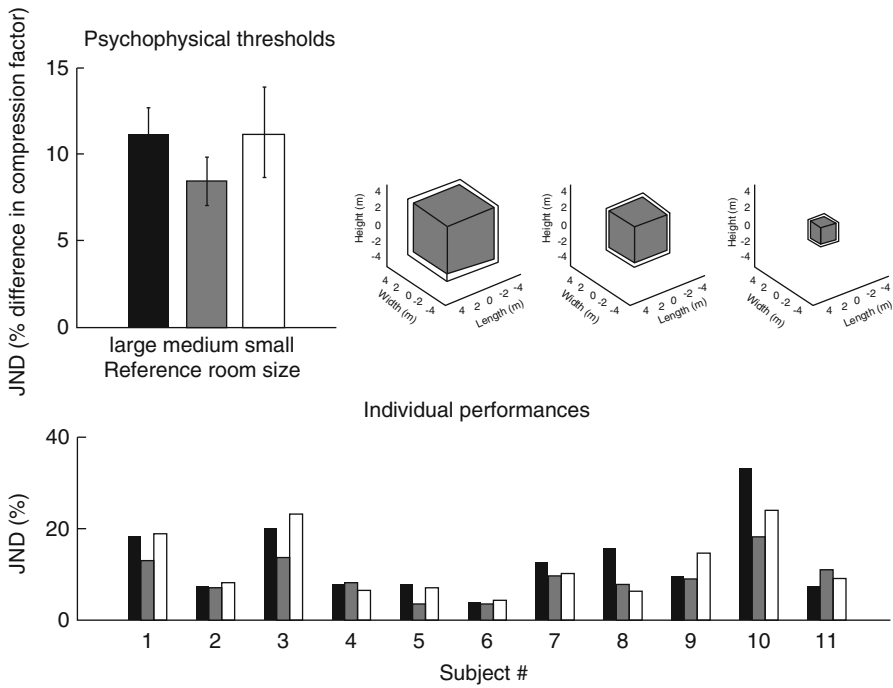 Psychophysical thresholds
JND (% difference in compression factor)
15
10
5
0
large medium small
Reference room size
Height (m)
4
2
0
-2
-4
4 2 0 -2 -4
Width (m)
4 2 0 -2 -4
Length (m)
Height (m)
4
2
0
-2
-4
4 2 0 -2 -4
Width (m)
4 2 0 -2 -4
Length (m)
Height (m)
4
2
0
-2
-4
4 2 0 -2 -4
Width (m)
4 2 0 -2 -4
Length (m)
Individual performances
JND (%)
40
20
0
1 2 3 4 5 6 7 8 9 10 11
Subject #